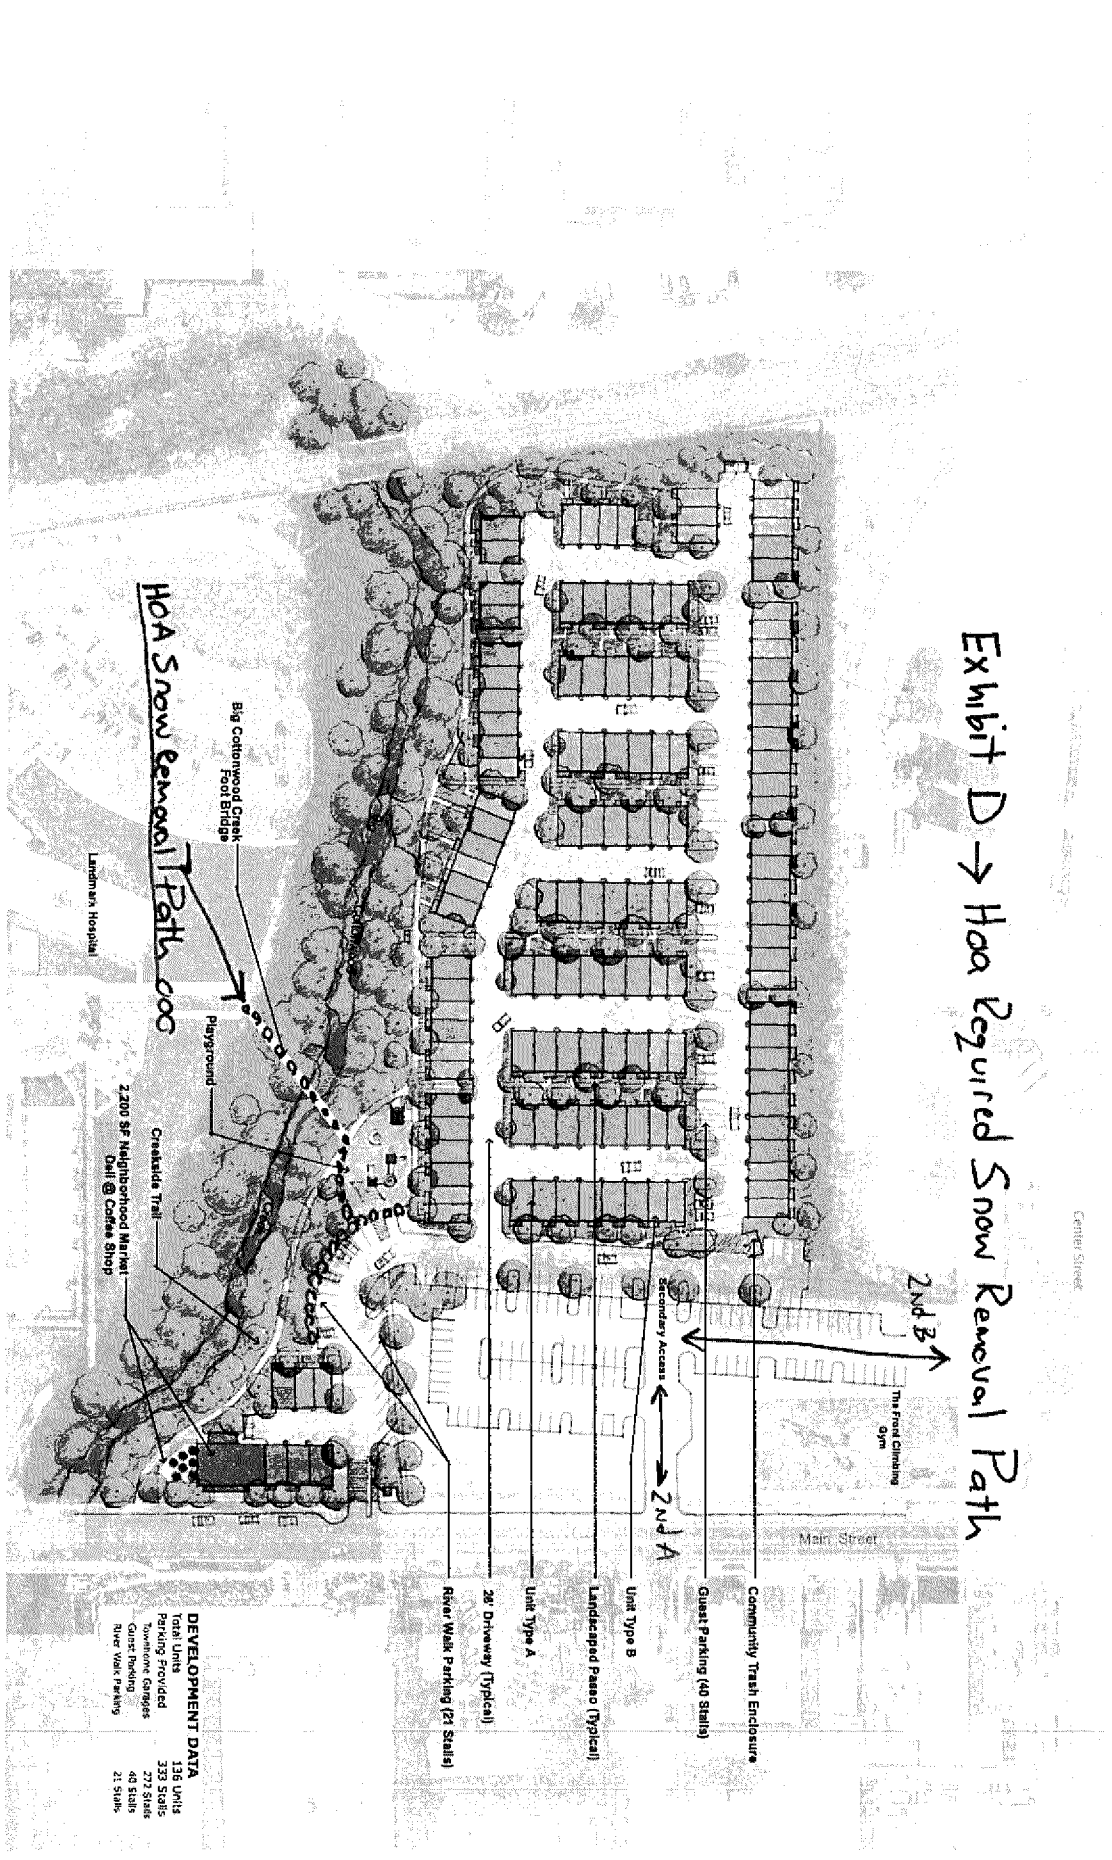 Exhibit D → Hoa Required Snow Removal Path
Center Street
2nd B
The Front Climbing
Gym
Main Street
Secondary Access
2nd A
Community Trash Enclosure
Guest Parking (40 Stalls)
Unit Type B
Landscaped Paseo (Typical)
Unit Type A
26' Driveway (Typical)
River Walk Parking (21 Stalls)
Big Cottonwood Creek
Foot Bridge
HOA Snow Removal Path
Landmark Hospital
Playground
Creekside Trail
2,200 SF Neighborhood Market
Deli @ Coffee Shop
DEVELOPMENT DATA
Total Units 136 Units
Parking Provided 333 Stalls
Townhome Garages 272 Stalls
Guest Parking 40 Stalls
River Walk Parking 21 Stalls